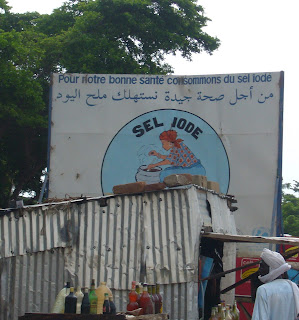 Pour notre bonne santé consommons du sel iodé
من أجل صحة جيدة نستهلك ملح اليود
SEL IODE